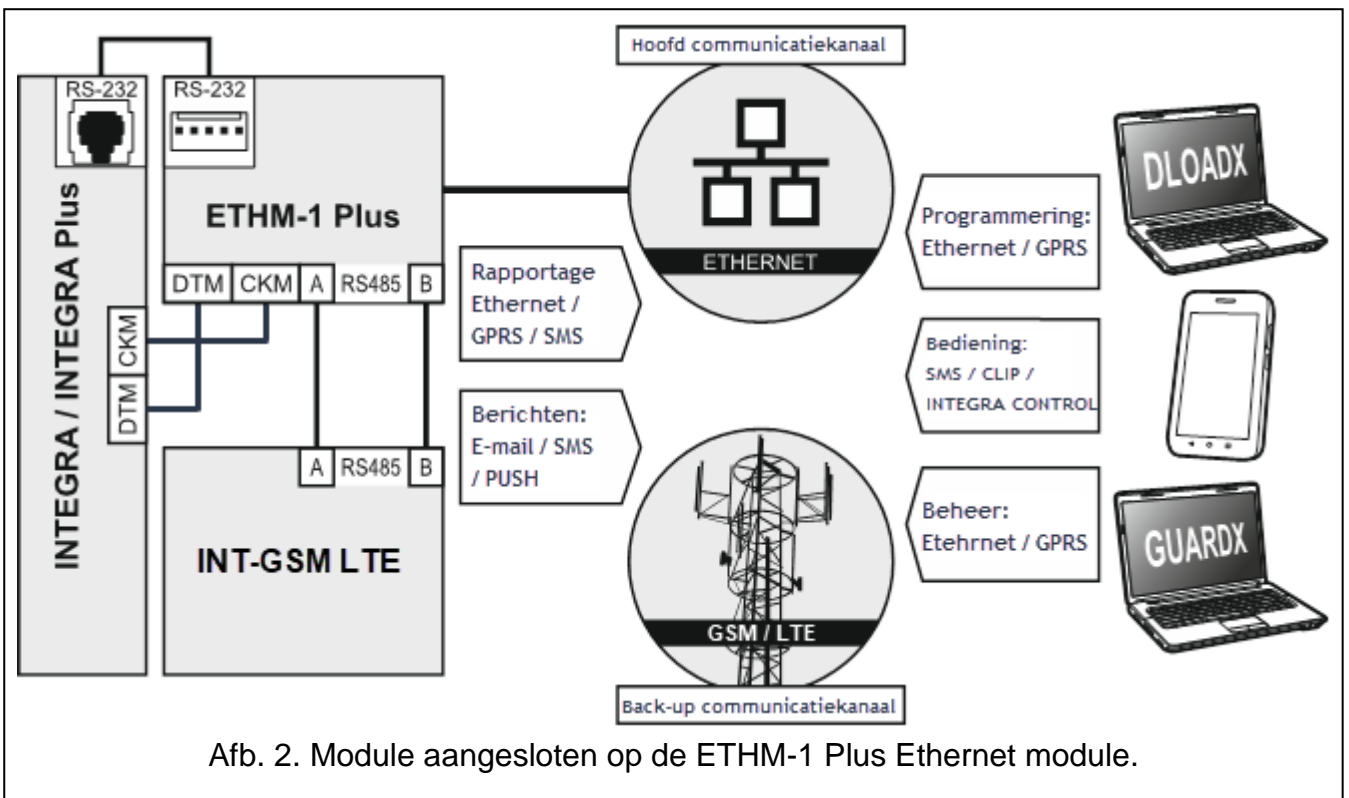 Hoofd communicatiekanaal
RS-232
RS-232
INTEGRA / INTEGRA Plus
ETHM-1 Plus
DTM CKM A RS485 B
CKM
DTM
A RS485 B
INT-GSM LTE
ETHERNET
Rapportage
Ethernet /
GPRS / SMS
Berichten:
E-mail / SMS
/ PUSH
GSM / LTE
Back-up communicatiekanaal
Programmering:
Ethernet / GPRS
Bediening:
SMS / CLIP /
INTEGRA CONTROL
Beheer:
Etehrnet / GPRS
DLOADX
GUARDX
Afb. 2. Module aangesloten op de ETHM-1 Plus Ethernet module.